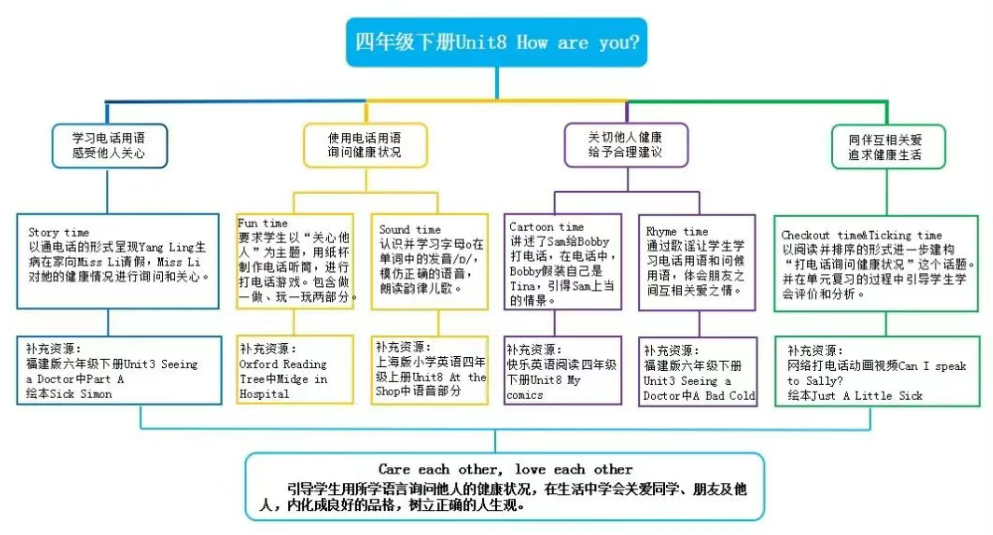 四年级下册Unit8 How are you?
学习电话用语
感受他人关心
使用电话用语
询问健康状况
关切他人健康
给予合理建议
同伴互相关爱
追求健康生活
Story time
以通电话的形式呈现Yang Ling生
病在家向Miss Li请假，Miss Li
对她的健康情况进行询问和关心。
Fun time
要求学生以“关心他
人”为主题，用纸杯
制作电话听筒，进行
打电话游戏。包含做
一做、玩一玩两部分。
Sound time
认识并学习字母o在
单词中的发音/ɒ/，
模仿正确的语音，
朗读韵律儿歌。
Cartoon time
讲述了Sam给Bobby
打电话，在电话中，
Bobby假装自己是
Tina，引得Sam上当
的情景。
Rhyme time
通过歌谣让学生学
习电话用语和问候
用语，体会朋友之
间互相关爱之情。
Checkout time&Ticking time
以阅读并排序的形式进一步建构
“打电话询问健康状况”这个话题。
并在单元复习的过程中引导学生学
会评价和分析。
补充资源：
福建版六年级下册Unit3 Seeing
a Doctor中Part A
绘本Sick Simon
补充资源：
Oxford Reading
Tree中Midge in
Hospital
补充资源：
上海版小学英语四年
级上册Unit8 At the
Shop中语音部分
补充资源：
快乐英语阅读四年级
下册Unit8 My
comics
补充资源：
福建版六年级下册
Unit3 Seeing a
Doctor中A Bad Cold
补充资源：
网络打电话动画视频Can I speak
to Sally?
绘本Just A Little Sick
Care each other, love each other
引导学生用所学语言询问他人的健康状况，在生活中学会关爱同学、朋友及他
人，内化成良好的品格，树立正确的人生观。